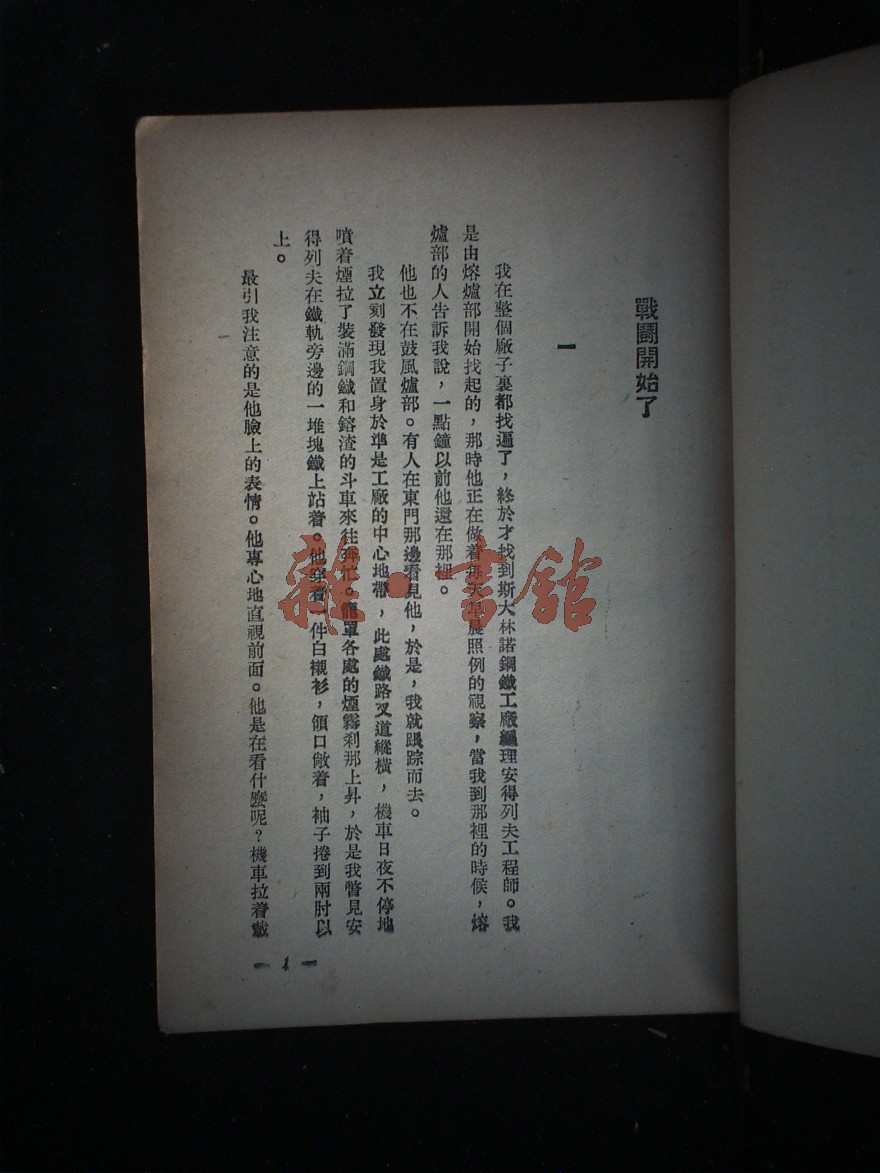 戰鬪開始了
一
我在整個廠子裏都找遍了，終於才找到斯大林諾鋼鐵工廠經理安得列夫工程師。我
是由熔爐部開始找起的，那時他正在做着每天早晨照例的視察，當我到那裡的時候，熔
爐部的人告訴我說，一點鐘以前他還在那裡。
他也不在鼓風爐部。有人在東門那邊看見他，於是，我就跟踪而去。
我立刻發現我置身於準是工廠的中心地帶，此處鐵路叉道縱橫，機車日夜不停地
噴着煙拉了裝滿鋼鐵和鎔渣的斗車來往奔忙。籠罩各處的煙霧刹那上昇，於是我瞥見安
得列夫在鐵軌旁邊的一堆塊鐵上站着。他穿着一件白襯衫，領口敞着，袖子捲到兩肘以
上。
最引我注意的是他臉上的表情。他專心地直視前面。他是在看什麼呢？機車拉着載
— 1 —
雜·書館